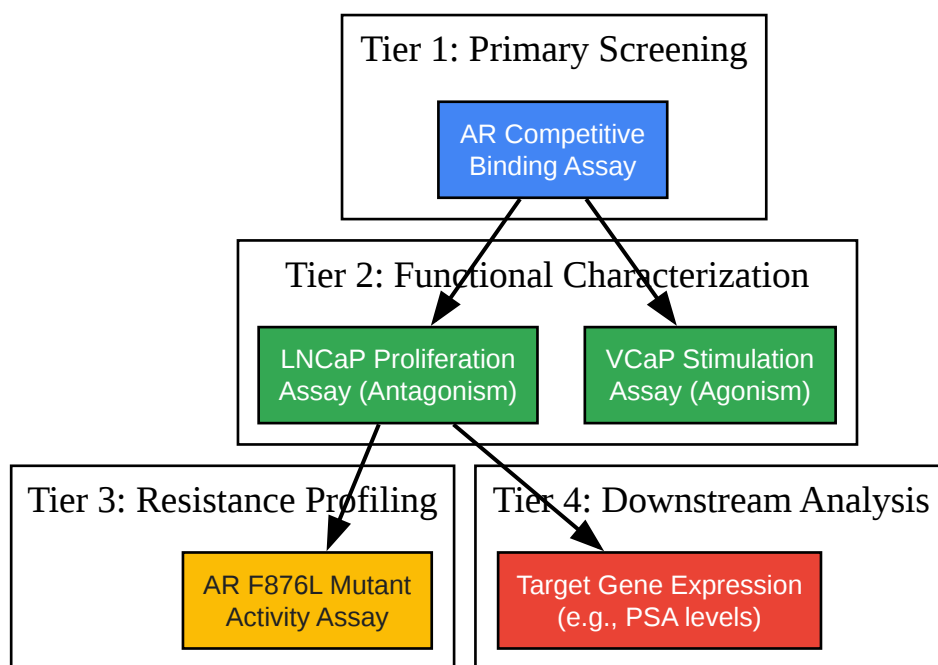 Tier 1: Primary Screening
AR Competitive
Binding Assay
Tier 2: Functional Characterization
LNCaP Proliferation
Assay (Antagonism)
VCaP Stimulation
Assay (Agonism)
Tier 3: Resistance Profiling
AR F876L Mutant
Activity Assay
Tier 4: Downstream Analysis
Target Gene Expression
(e.g., PSA levels)